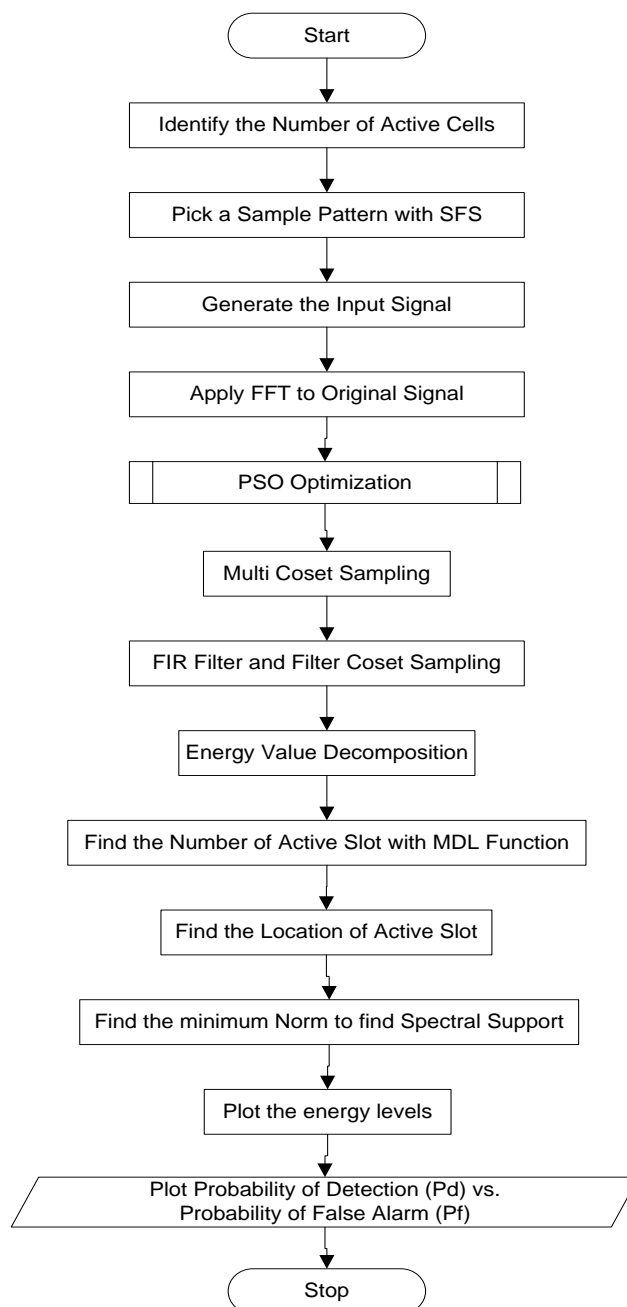 Start
Identify the Number of Active Cells
Pick a Sample Pattern with SFS
Generate the Input Signal
Apply FFT to Original Signal
PSO Optimization
Multi Coset Sampling
FIR Filter and Filter Coset Sampling
Energy Value Decomposition
Find the Number of Active Slot with MDL Function
Find the Location of Active Slot
Find the minimum Norm to find Spectral Support
Plot the energy levels
Plot Probability of Detection (Pd) vs.
Probability of False Alarm (Pf)
Stop